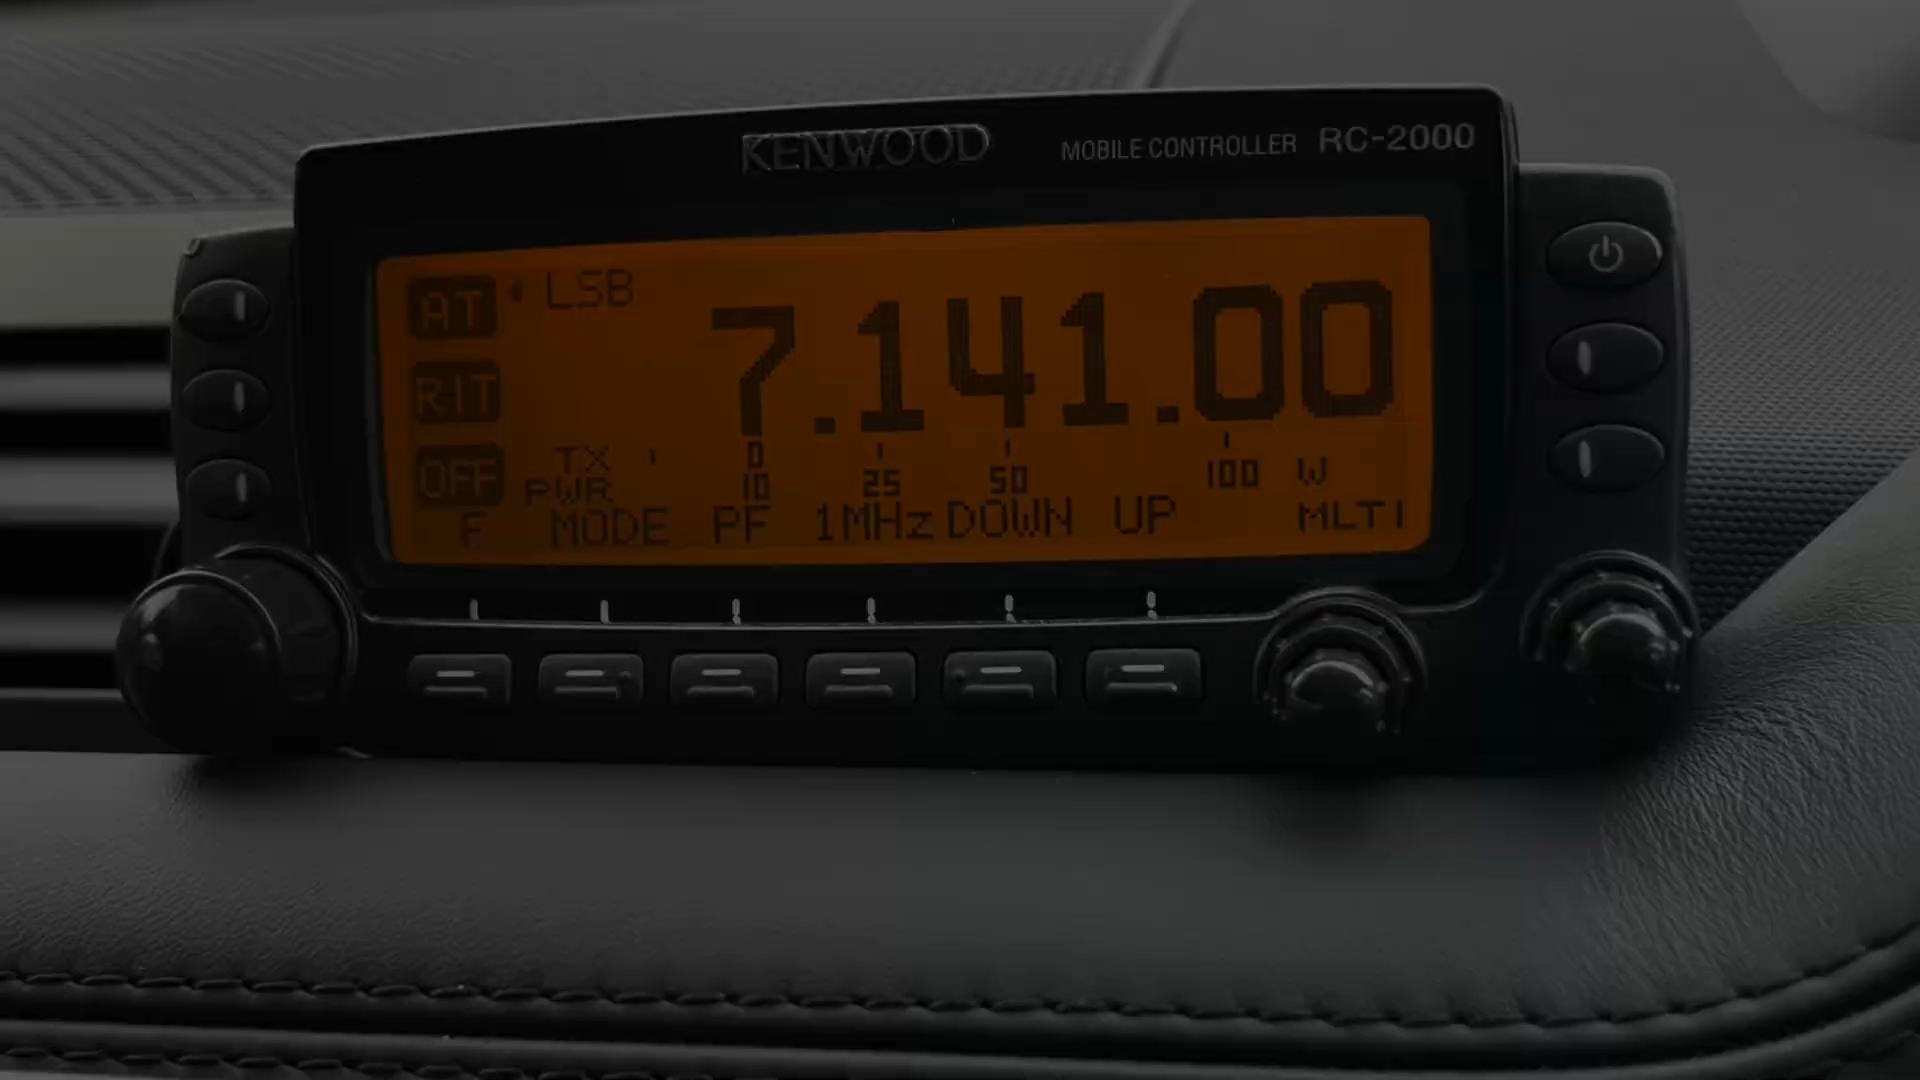 KENWOOD MOBILE CONTROLLER RC-2000
AT LSB 7.141.00
RIT
TX 0
OFF PWR 10 25 50 100 W
F MODE PF 1MHz DOWN UP MLTI